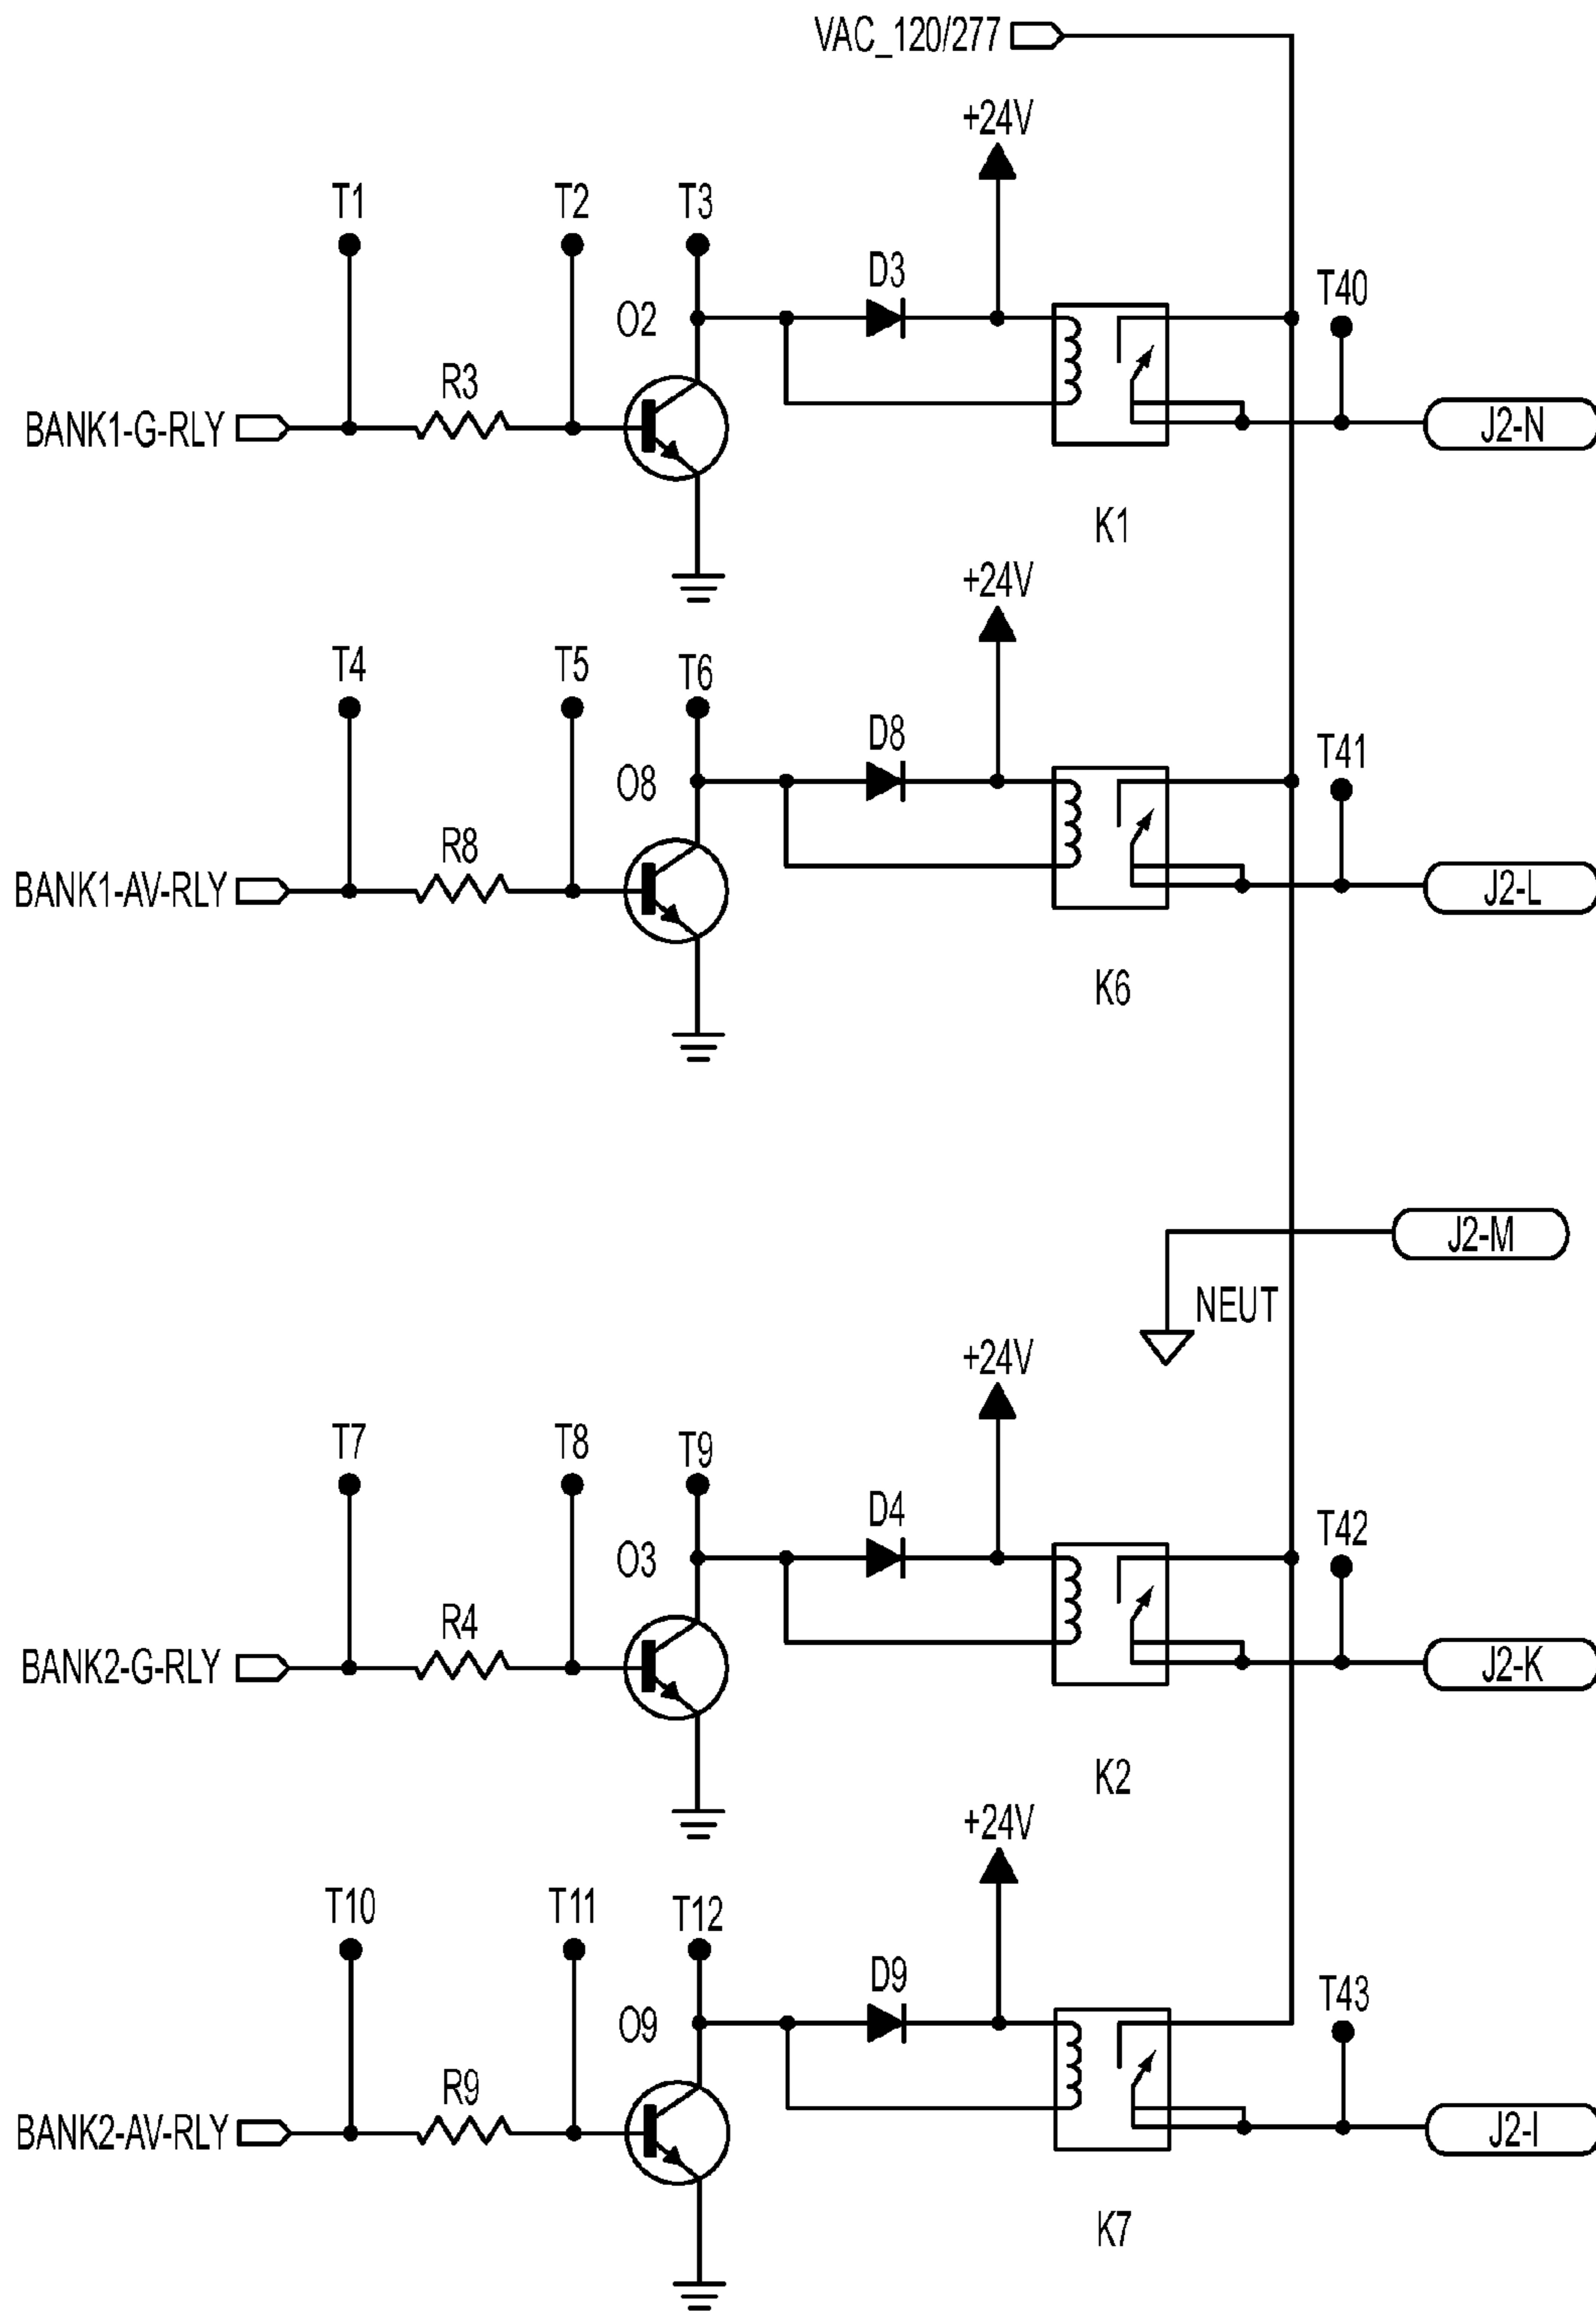 VAC_120/277
+24V
T1
T2
T3
D3
T40
O2
R3
BANK1-G-RLY
J2-N
K1
+24V
T4
T5
T6
D8
T41
O8
R8
BANK1-AV-RLY
J2-L
K6
J2-M
NEUT
+24V
T7
T8
T9
D4
T42
O3
R4
BANK2-G-RLY
J2-K
K2
+24V
T10
T11
T12
D9
T43
O9
R9
BANK2-AV-RLY
J2-I
K7